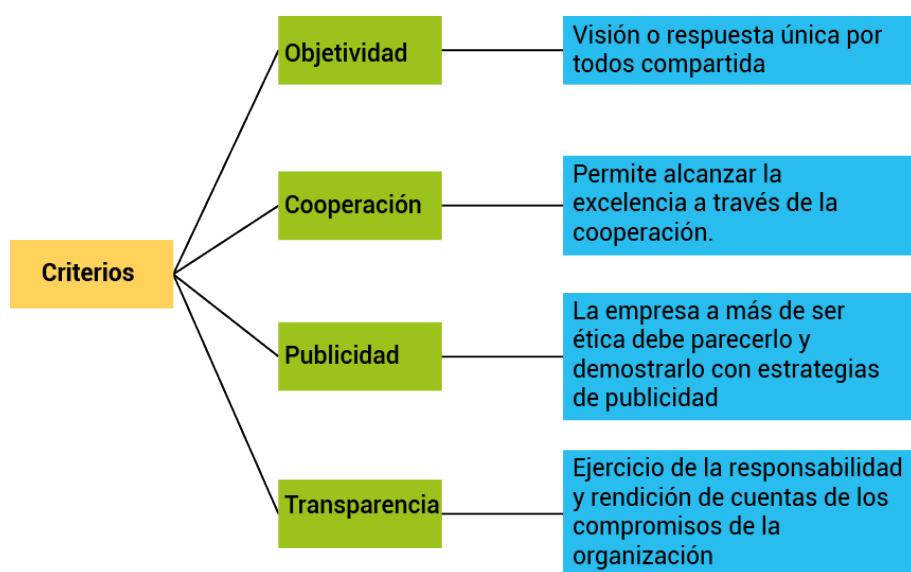 Criterios
Objetividad
Visión o respuesta única por
todos compartida
Cooperación
Permite alcanzar la
excelencia a través de la
cooperación.
Publicidad
La empresa a más de ser
ética debe parecerlo y
demostrarlo con estrategias
de publicidad
Transparencia
Ejercicio de la responsabilidad
y rendición de cuentas de los
compromisos de la
organización